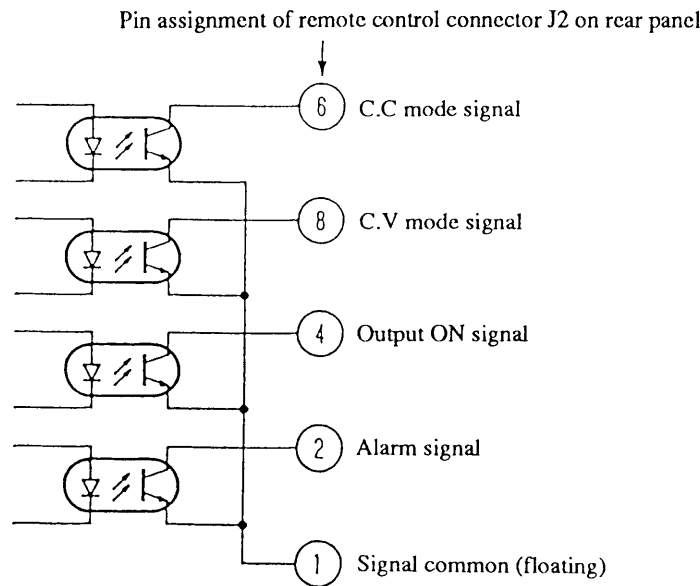 Pin assignment of remote control connector J2 on rear panel
6 C.C mode signal
8 C.V mode signal
4 Output ON signal
2 Alarm signal
1 Signal common (floating)